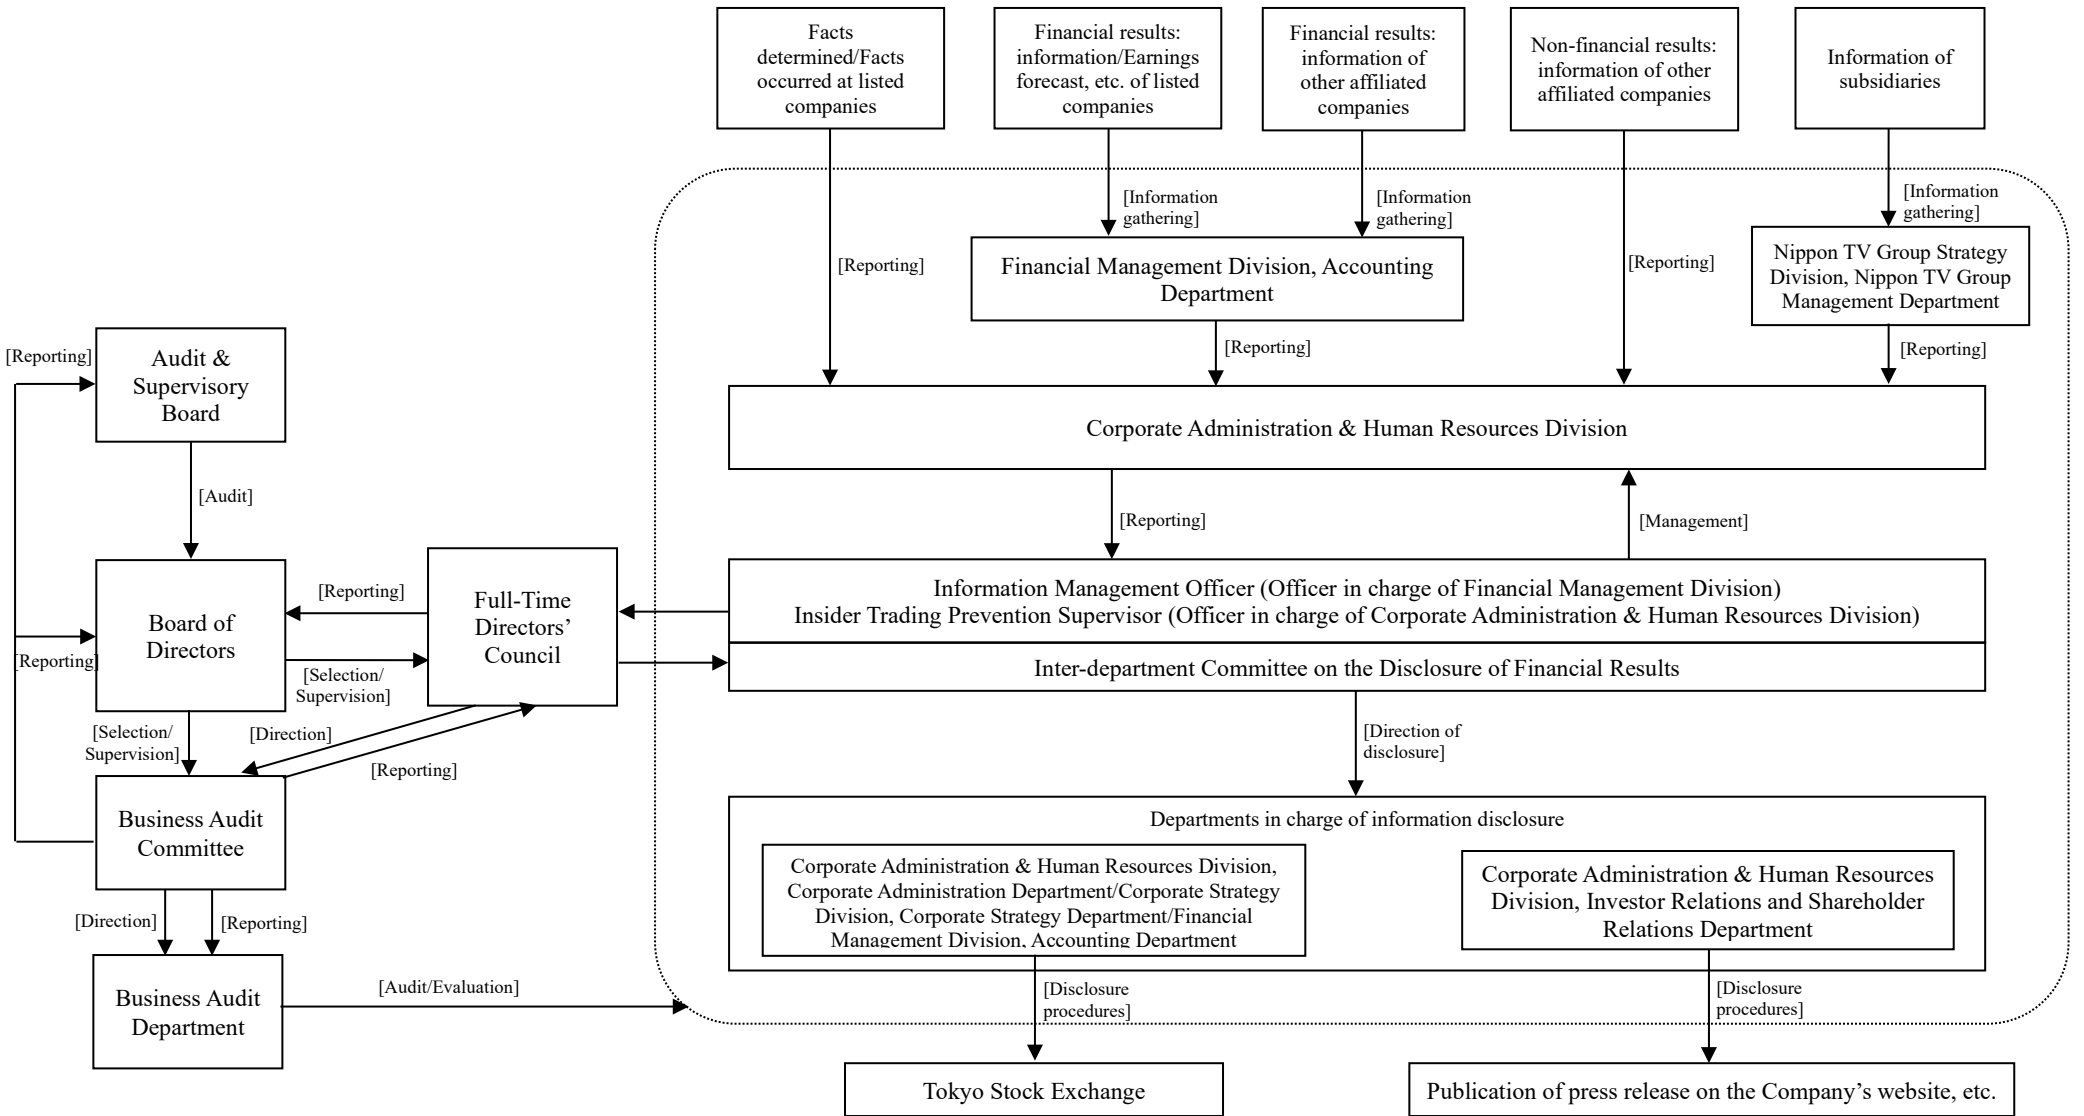 Facts
determined/Facts
occurred at listed
companies
Financial results:
information/Earnings
forecast, etc. of listed
companies
Financial results:
information of
other affiliated
companies
Non-financial results:
information of other
affiliated companies
Information of
subsidiaries
[Information
gathering]
[Information
gathering]
[Information
gathering]
[Reporting]
Financial Management Division, Accounting
Department
[Reporting]
Nippon TV Group Strategy
Division, Nippon TV Group
Management Department
[Reporting]
[Reporting]
Corporate Administration & Human Resources Division
[Reporting]
[Management]
Information Management Officer (Officer in charge of Financial Management Division)
Insider Trading Prevention Supervisor (Officer in charge of Corporate Administration & Human Resources Division)
Inter-department Committee on the Disclosure of Financial Results
[Direction of
disclosure]
Departments in charge of information disclosure
Corporate Administration & Human Resources Division,
Corporate Administration Department/Corporate Strategy
Division, Corporate Strategy Department/Financial
Management Division, Accounting Department
Corporate Administration & Human Resources
Division, Investor Relations and Shareholder
Relations Department
[Disclosure
procedures]
[Disclosure
procedures]
Tokyo Stock Exchange
Publication of press release on the Company’s website, etc.
[Reporting]
Audit &
Supervisory
Board
[Audit]
Board of
Directors
[Reporting]
[Reporting]
[Selection/
Supervision]
Full-Time
Directors’
Council
[Selection/
Supervision]
[Direction]
[Reporting]
Business Audit
Committee
[Direction]
[Reporting]
Business Audit
Department
[Audit/Evaluation]